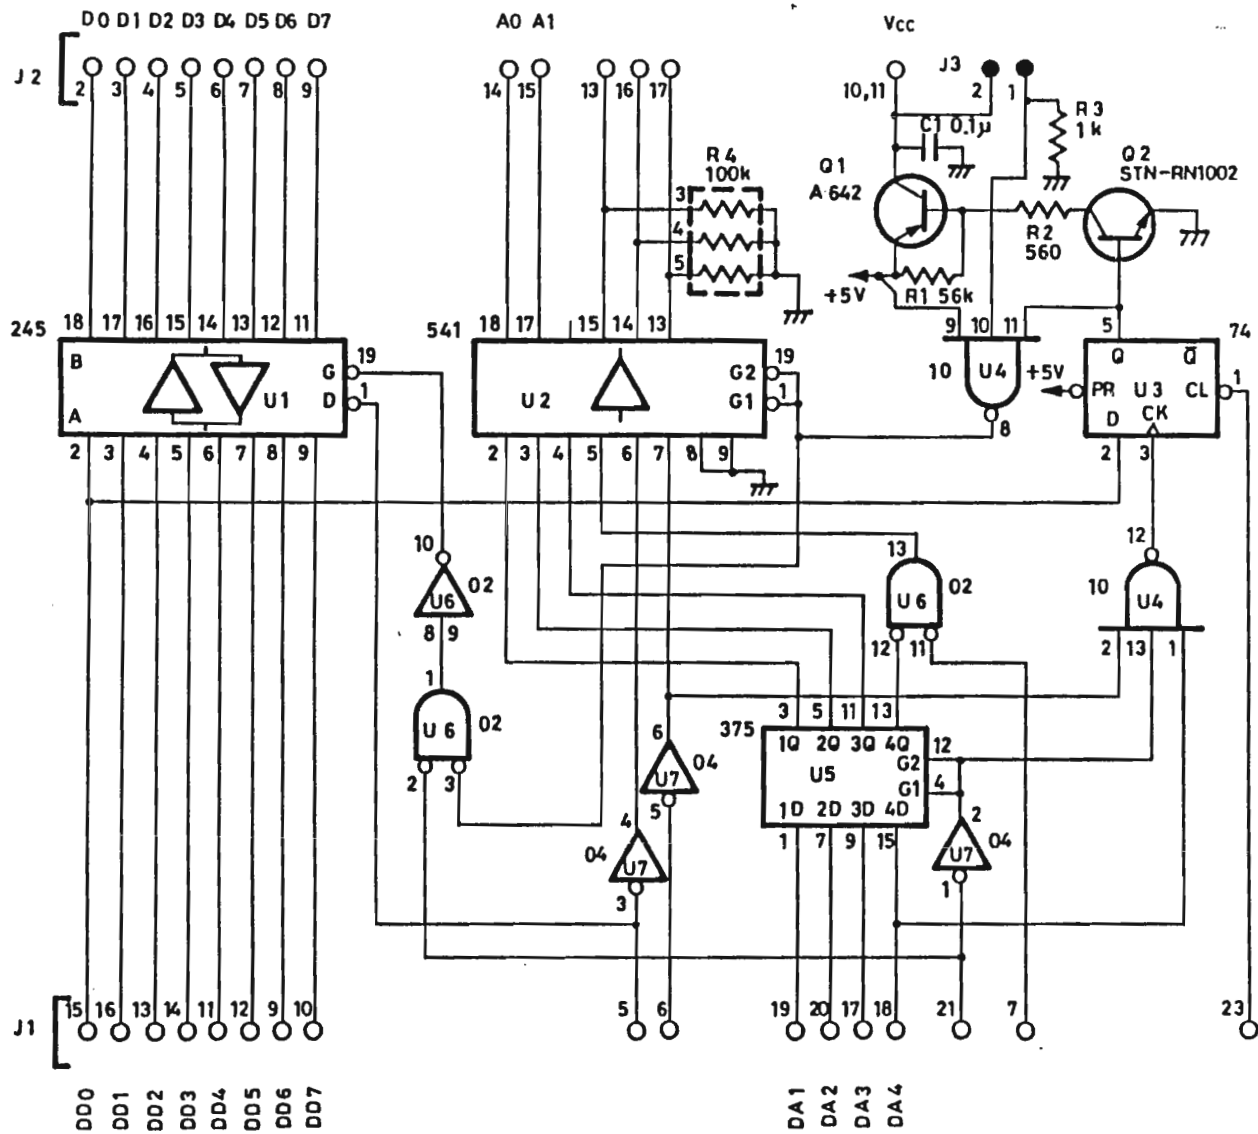 D0 D1 D2 D3 D4 D5 D6 D7 A0 A1 Vcc
J2 2 3 4 5 6 7 8 9 14 15 13 16 17 10,11 J3 2 1
C1 0.1µ R3
1k
R4
100k
3
4
5
Q1
A642
Q2
STN-RN1002
R2
560
+5V R1 56k
245 18 17 16 15 14 13 12 11 541 18 17 15 14 13 9 10 11 5 74
B G 19 G2 19 10 U4 +5V Q Q̅
A D 1 U1 U2 G1 1 8 PR U3 CL 1
D CK
2 3 4 5 6 7 8 9 2 3 4 5 6 7 8 9 2 3
10 13 12
U6 02 U6 02 10 U4
8 9 12 11 2 13 1
1
U6 02
2 3
375 3 5 11 13
1Q 2Q 3Q 4Q 12
U5 G2
G1 4
1D 2D 3D 4D
1 7 9 15
6
U7 04
5
4
04 U7
3
2
U7 04
1
J1 15 16 13 14 11 12 9 10 5 6 19 20 17 18 21 7 23
DD0 DD1 DD2 DD3 DD4 DD5 DD6 DD7 DA1 DA2 DA3 DA4